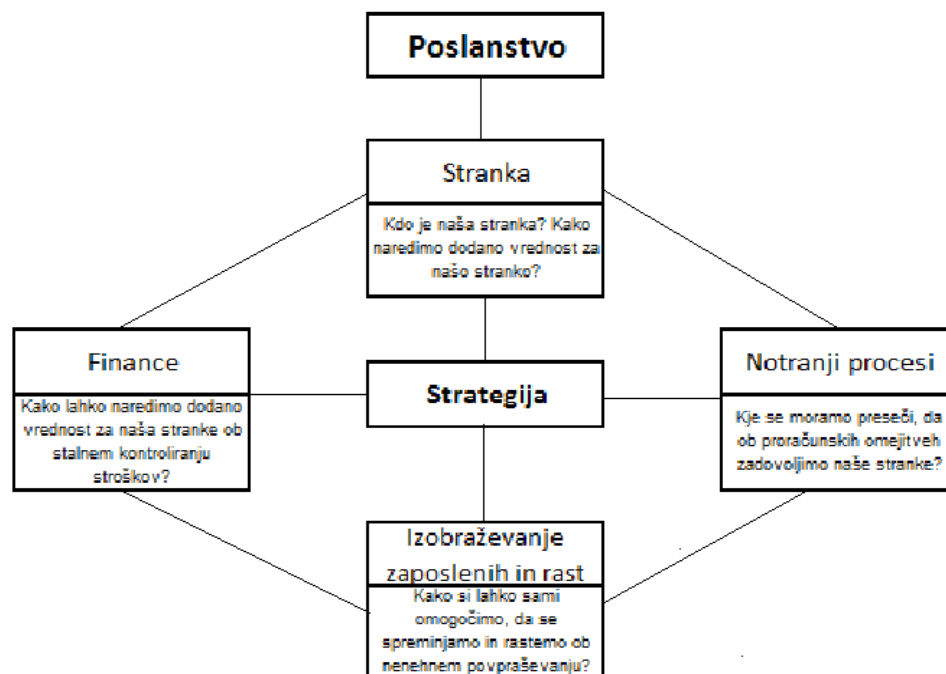 Poslanstvo
Stranka
Kdo je naša stranka? Kako
naredimo dodano vrednost za
našo stranko?
Finance
Kako lahko naredimo dodano
vrednost za naša stranke ob
stalnem kontroliranju
stroškov?
Strategija
Notranji procesi
Kje se moramo preseči, da
ob proračunskih omejitveh
zadovoljimo naše stranke?
Izobraževanje
zaposlenih in rast
Kako si lahko sami
omogočimo, da se
spreminjamo in rastemo ob
nenehnem povpraševanju?